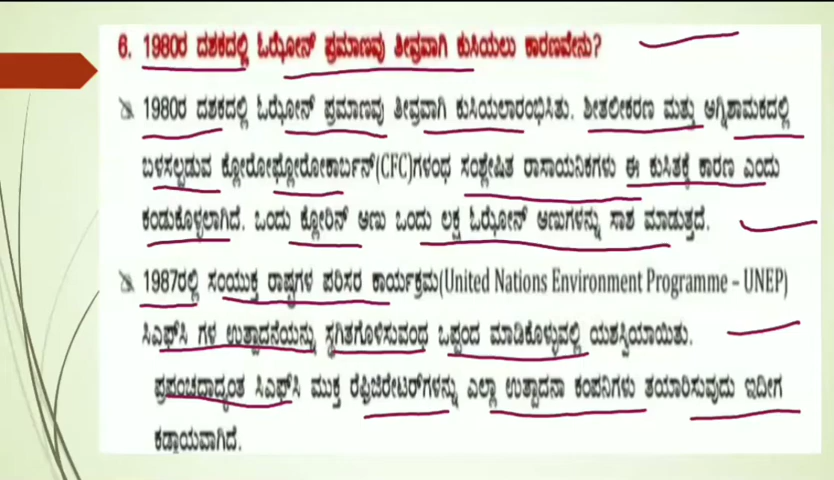 6. 1980ರ ದಶಕದಲ್ಲಿ ಓಝೋನ್ ಪ್ರಮಾಣವು ತೀವ್ರವಾಗಿ ಕುಸಿಯಲು ಕಾರಣವೇನು?
1980ರ ದಶಕದಲ್ಲಿ ಓಝೋನ್ ಪ್ರಮಾಣವು ತೀವ್ರವಾಗಿ ಕುಸಿಯಲಾರಂಭಿಸಿತು. ಶೀತಲೀಕರಣ ಮತ್ತು ಅಗ್ನಿಶಾಮಕದಲ್ಲಿ
ಬಳಸಲ್ಪಡುವ ಕ್ಲೋರೋಫ್ಲೋರೋಕಾರ್ಬನ್(CFC)ಗಳಂಥ ಸಂಶ್ಲೇಷಿತ ರಾಸಾಯನಿಕಗಳು ಈ ಕುಸಿತಕ್ಕೆ ಕಾರಣ ಎಂದು
ಕಂಡುಕೊಳ್ಳಲಾಗಿದೆ. ಒಂದು ಕ್ಲೋರಿನ್ ಅಣು ಒಂದು ಲಕ್ಷ ಓಝೋನ್ ಅಣುಗಳನ್ನು ನಾಶ ಮಾಡುತ್ತದೆ.
1987ರಲ್ಲಿ ಸಂಯುಕ್ತ ರಾಷ್ಟ್ರಗಳ ಪರಿಸರ ಕಾರ್ಯಕ್ರಮ(United Nations Environment Programme – UNEP)
ಸಿಎಫ್‌ಸಿ ಗಳ ಉತ್ಪಾದನೆಯನ್ನು ಸ್ಥಗಿತಗೊಳಿಸುವಂಥ ಒಪ್ಪಂದ ಮಾಡಿಕೊಳ್ಳುವಲ್ಲಿ ಯಶಸ್ವಿಯಾಯಿತು.
ಪ್ರಪಂಚದಾದ್ಯಂತ ಸಿಎಫ್‌ಸಿ ಮುಕ್ತ ರೆಫ್ರಿಜಿರೇಟರ್‌ಗಳನ್ನು ಎಲ್ಲಾ ಉತ್ಪಾದನಾ ಕಂಪನಿಗಳು ತಯಾರಿಸುವುದು ಇದೀಗ
ಕಡ್ಡಾಯವಾಗಿದೆ.